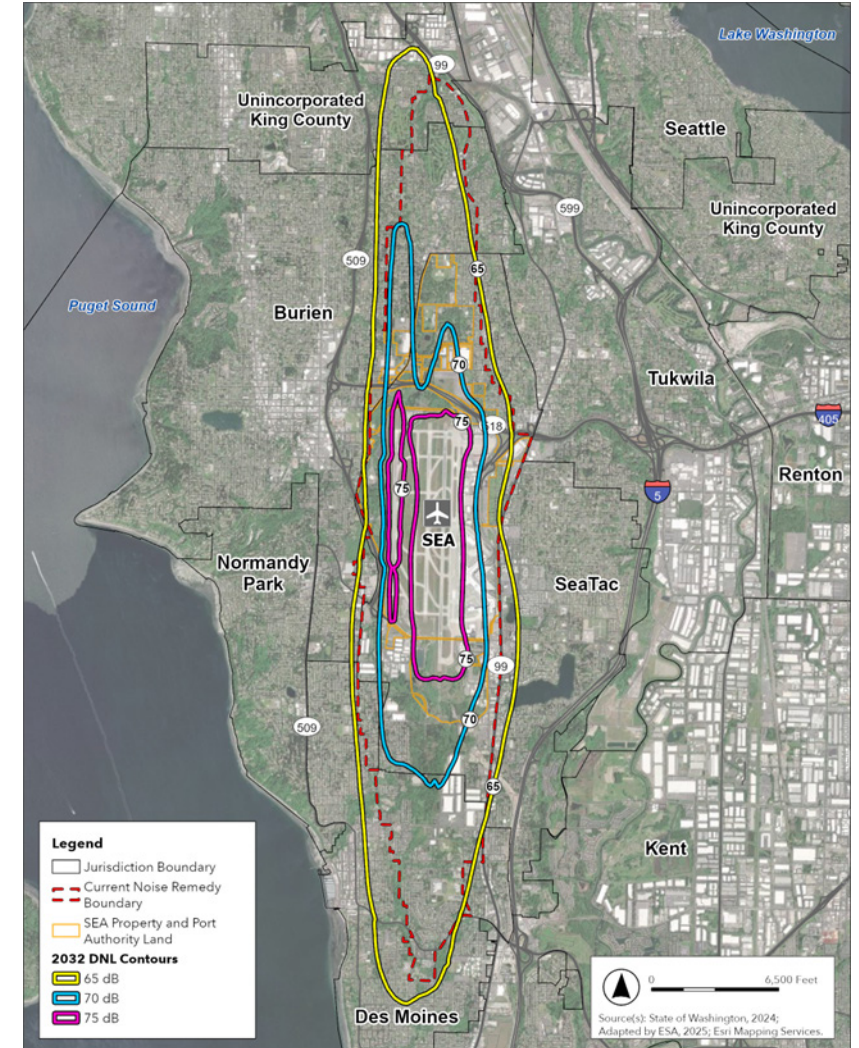 Lake Washington
99
Unincorporated
King County
Seattle
599
Unincorporated
King County
509
65
Puget Sound
Burien
70
Tukwila
405
75
518
Renton
75
5
SEA
Normandy
Park
SeaTac
75
99
70
509
65
Kent
Des Moines
Legend
Jurisdiction Boundary
Current Noise Remedy
Boundary
SEA Property and Port
Authority Land
2032 DNL Contours
65 dB
70 dB
75 dB
0 6,500 Feet
Source(s): State of Washington, 2024;
Adapted by ESA, 2025; Esri Mapping Services.